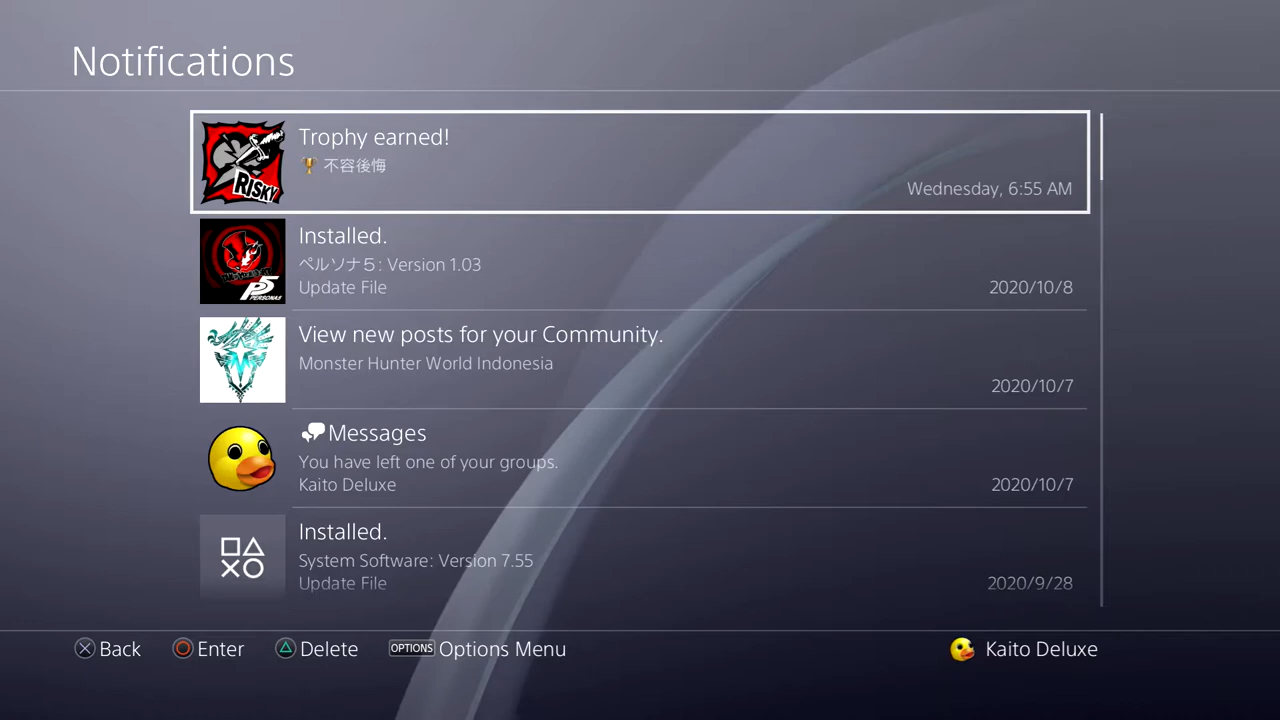 Notifications
Trophy earned!
不容後悔
RISKY
Wednesday, 6:55 AM
Installed.
ペルソナ5: Version 1.03
Update File
P5
PERSONA5
2020/10/8
View new posts for your Community.
Monster Hunter World Indonesia
2020/10/7
Messages
You have left one of your groups.
Kaito Deluxe
2020/10/7
Installed.
System Software: Version 7.55
Update File
2020/9/28
Back
Enter
Delete
OPTIONS Options Menu
Kaito Deluxe